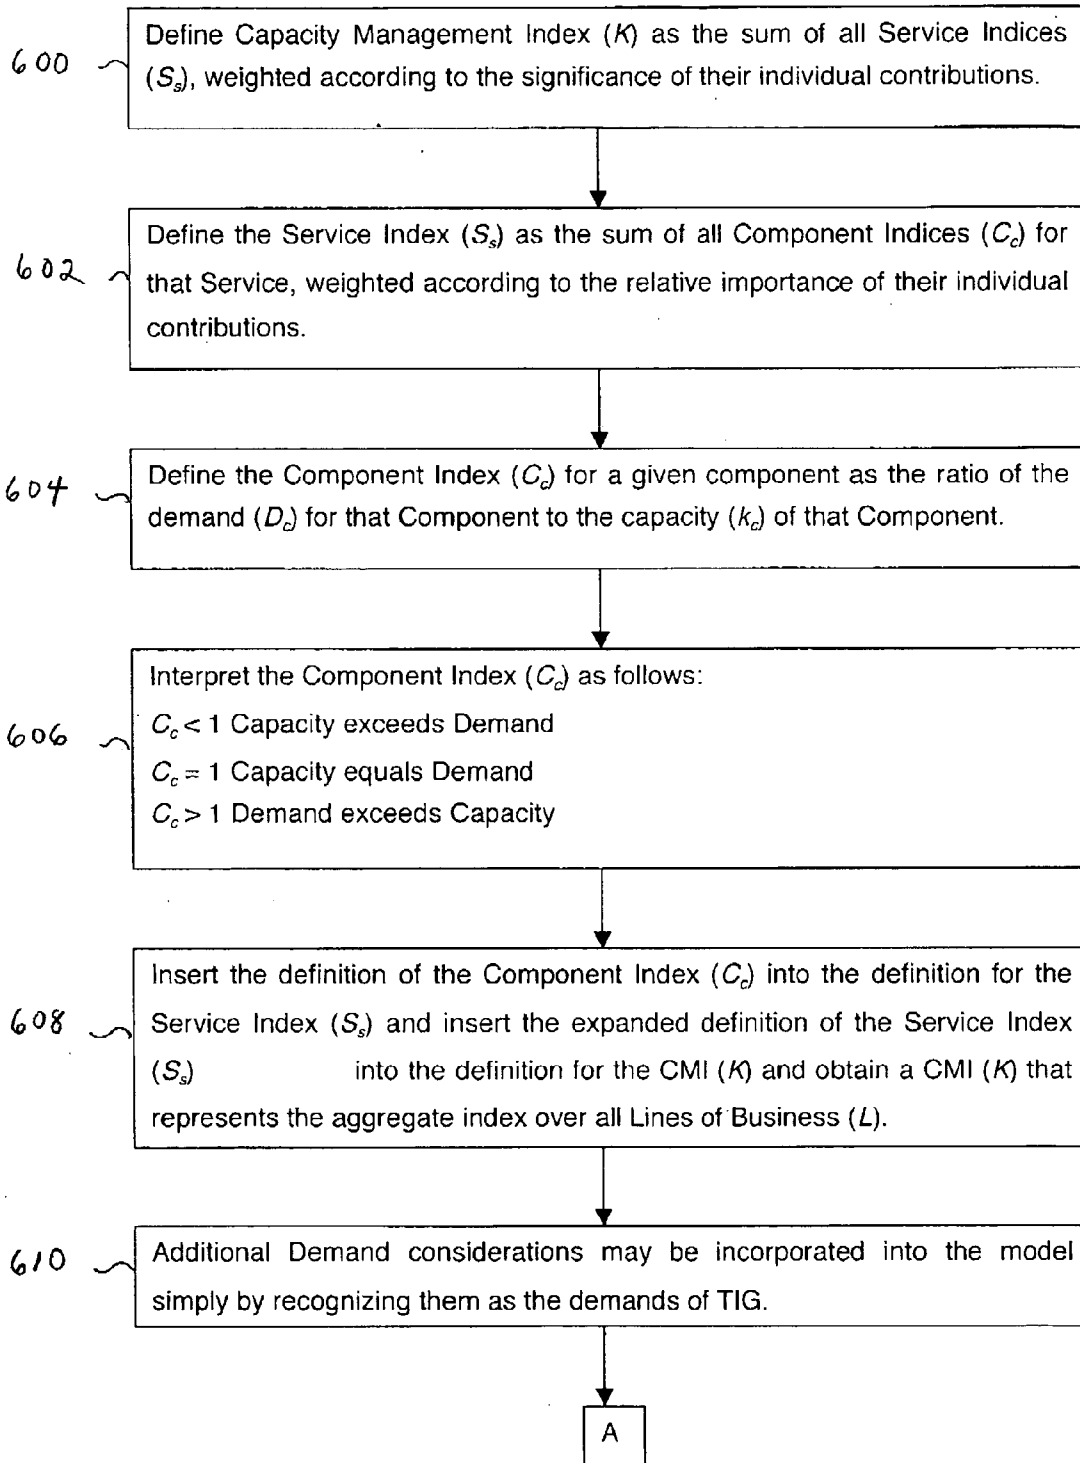 600
Define Capacity Management Index (K) as the sum of all Service Indices
(Ss), weighted according to the significance of their individual contributions.
602
Define the Service Index (Ss) as the sum of all Component Indices (Cc) for
that Service, weighted according to the relative importance of their individual
contributions.
604
Define the Component Index (Cc) for a given component as the ratio of the
demand (Dc) for that Component to the capacity (kc) of that Component.
606
Interpret the Component Index (Cc) as follows:
Cc < 1 Capacity exceeds Demand
Cc = 1 Capacity equals Demand
Cc > 1 Demand exceeds Capacity
608
Insert the definition of the Component Index (Cc) into the definition for the
Service Index (Ss) and insert the expanded definition of the Service Index
(Ss) into the definition for the CMI (K) and obtain a CMI (K) that
represents the aggregate index over all Lines of Business (L).
610
Additional Demand considerations may be incorporated into the model
simply by recognizing them as the demands of TIG.
A